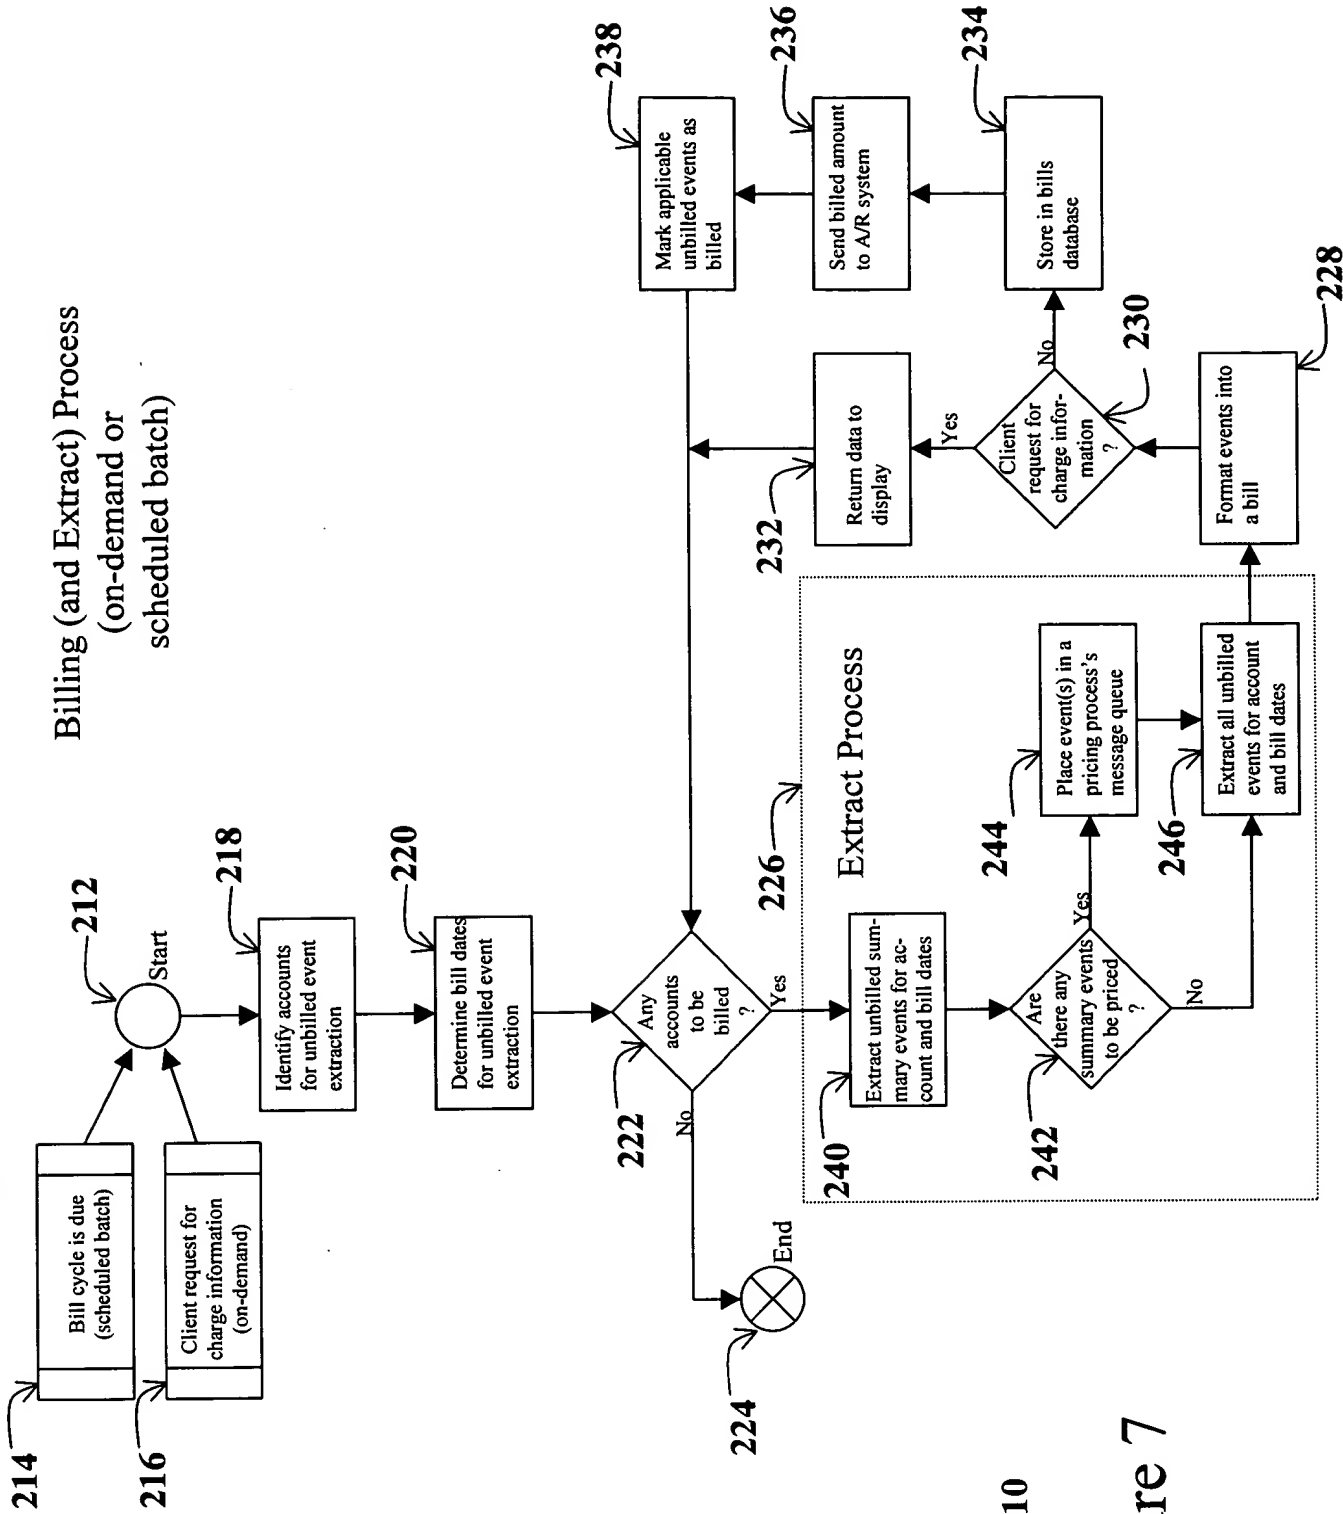 Billing (and Extract) Process
(on-demand or
scheduled batch)
214
Bill cycle is due
(scheduled batch)
216
Client request for
charge information
(on-demand)
212
Start
218
Identify accounts
for unbilled event
extraction
220
Determine bill dates
for unbilled event
extraction
222
Any
accounts
to be
billed
?
No
Yes
224
End
226
Extract Process
240
Extract unbilled sum-
mary events for ac-
count and bill dates
242
Are
there any
summary events
to be priced
?
Yes
No
244
Place event(s) in a
pricing process's
message queue
246
Extract all unbilled
events for account
and bill dates
228
Format events into
a bill
230
Client
request for
charge infor-
mation
?
Yes
No
232
Return data to
display
234
Store in bills
database
236
Send billed amount
to A/R system
238
Mark applicable
unbilled events as
billed
10
re 7